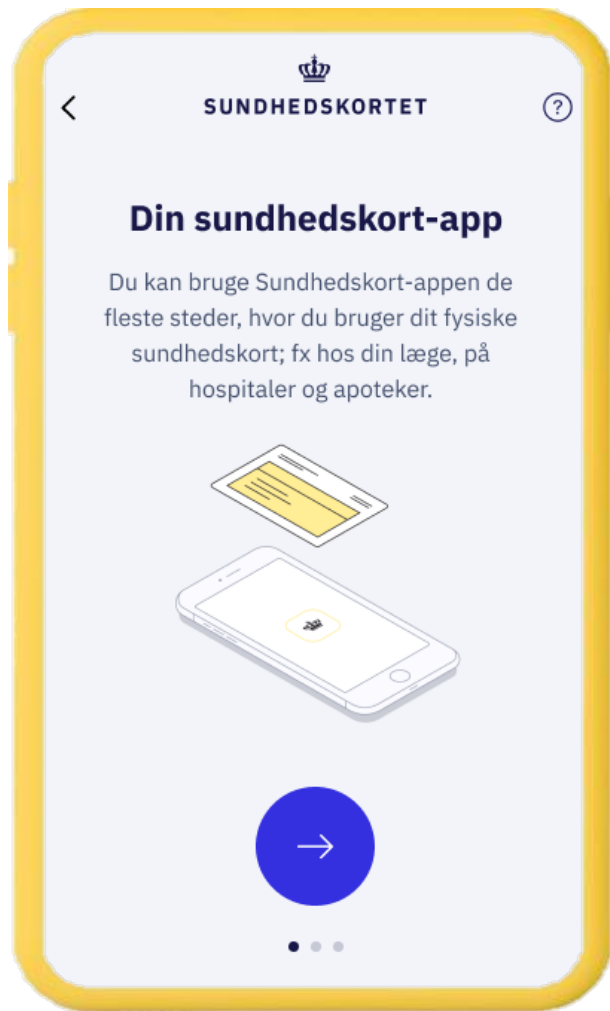 SUNDHEDSKORTET
?
Din sundhedskort-app
Du kan bruge Sundhedskort-appen de
fleste steder, hvor du bruger dit fysiske
sundhedskort; fx hos din læge, på
hospitaler og apoteker.